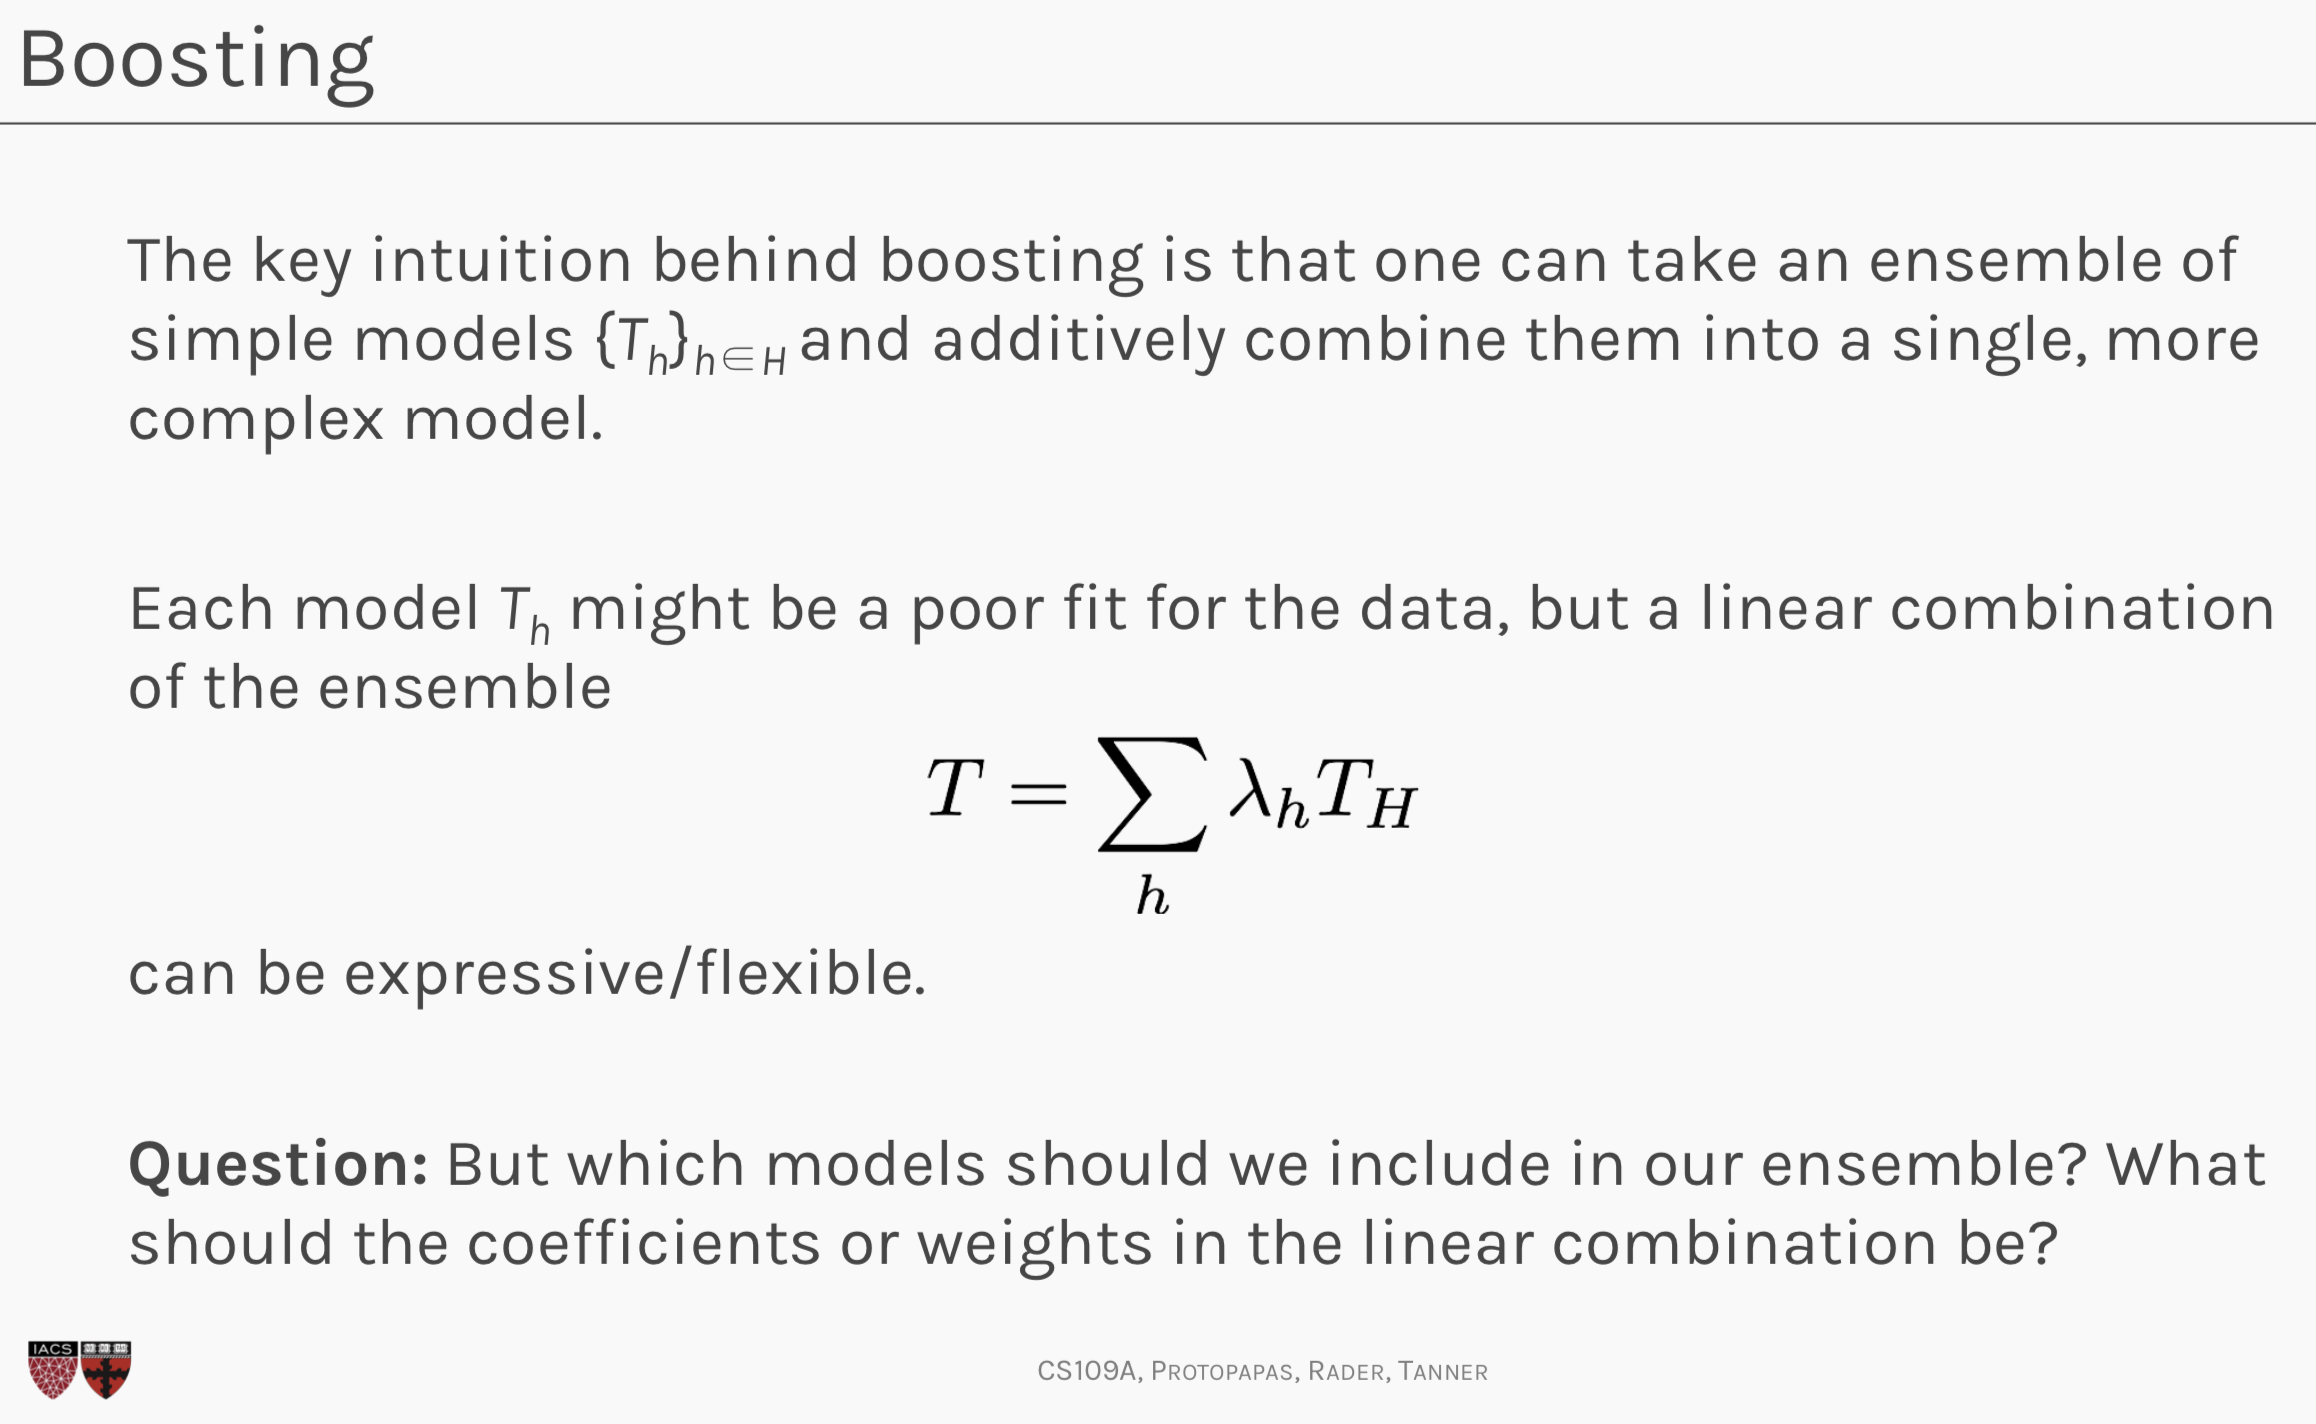 Boosting
The key intuition behind boosting is that one can take an ensemble of
simple models {T_h}_{h∈H} and additively combine them into a single, more
complex model.
Each model T_h might be a poor fit for the data, but a linear combination
of the ensemble
T = ∑_h λ_h T_H
can be expressive/flexible.
Question: But which models should we include in our ensemble? What
should the coefficients or weights in the linear combination be?
IACS
CS109A, PROTOPAPAS, RADER, TANNER